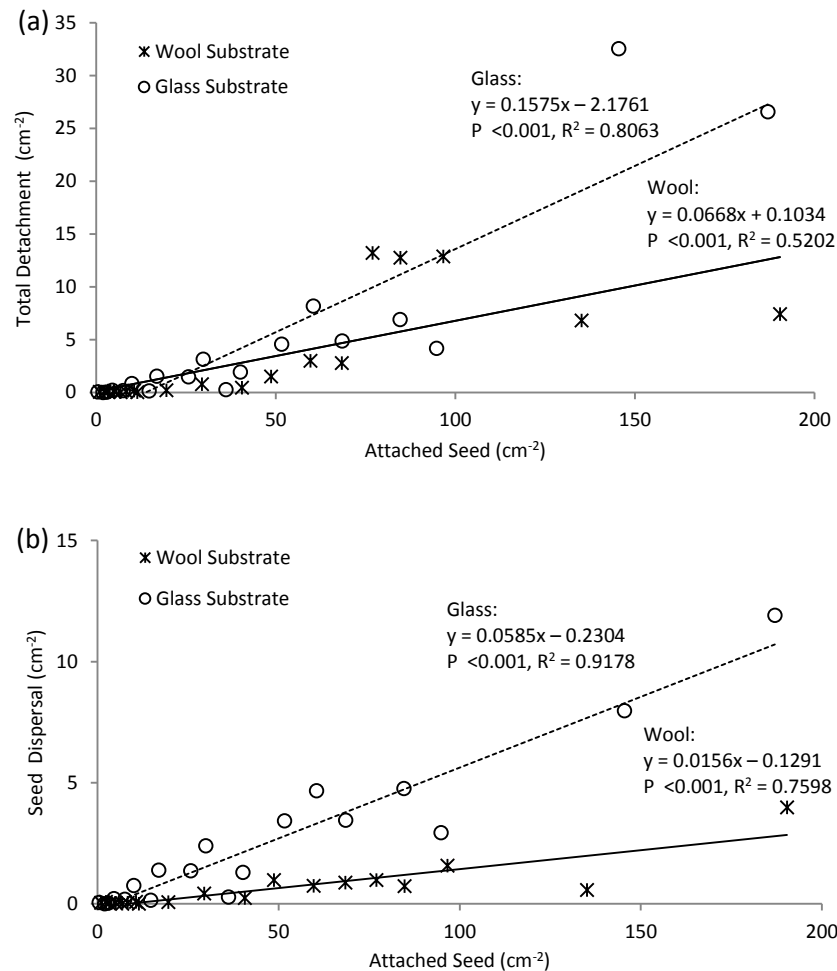 (a)
35
30
25
20
15
10
5
0
Total Detachment (cm-2)
Wool Substrate
Glass Substrate
Glass:
y = 0.1575x – 2.1761
P <0.001, R2 = 0.8063
Wool:
y = 0.0668x + 0.1034
P <0.001, R2 = 0.5202
0 50 100 150 200
Attached Seed (cm-2)
(b)
15
10
5
0
Seed Dispersal (cm-2)
Wool Substrate
Glass Substrate
Glass:
y = 0.0585x – 0.2304
P <0.001, R2 = 0.9178
Wool:
y = 0.0156x – 0.1291
P <0.001, R2 = 0.7598
0 50 100 150 200
Attached Seed (cm-2)